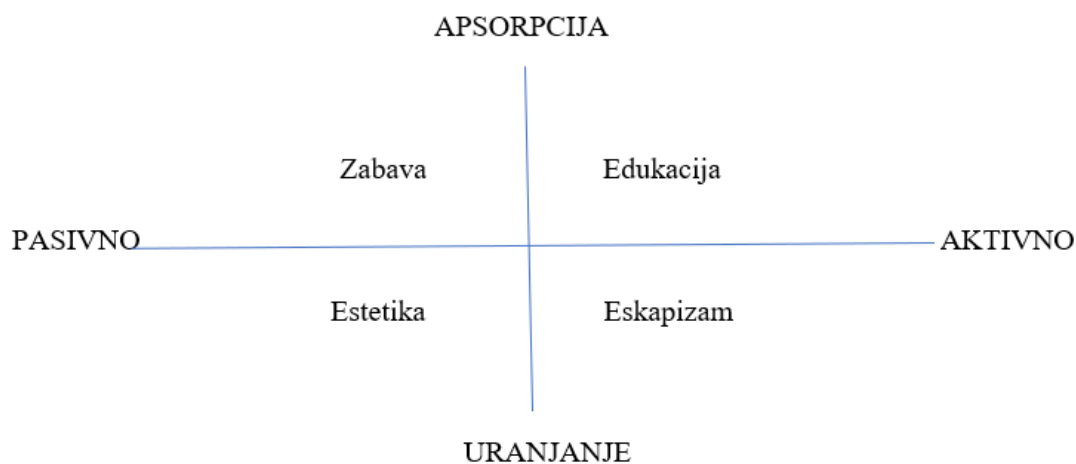 APSORPCIJA
Zabava Edukacija
PASIVNO AKTIVNO
Estetika Eskapizam
URANJANJE